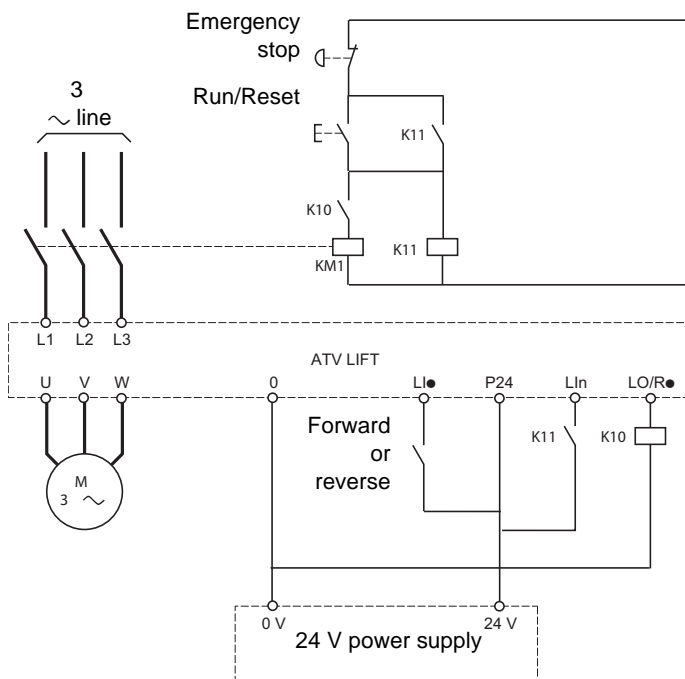 Emergency
stop
Run/Reset
3
~ line
K11
K10
KM1
K11
L1 L2 L3
ATV LIFT
U V W 0 LI● P24 LIn LO/R●
Forward
or
reverse
K11
K10
M
3 ~
0 V
24 V
24 V power supply